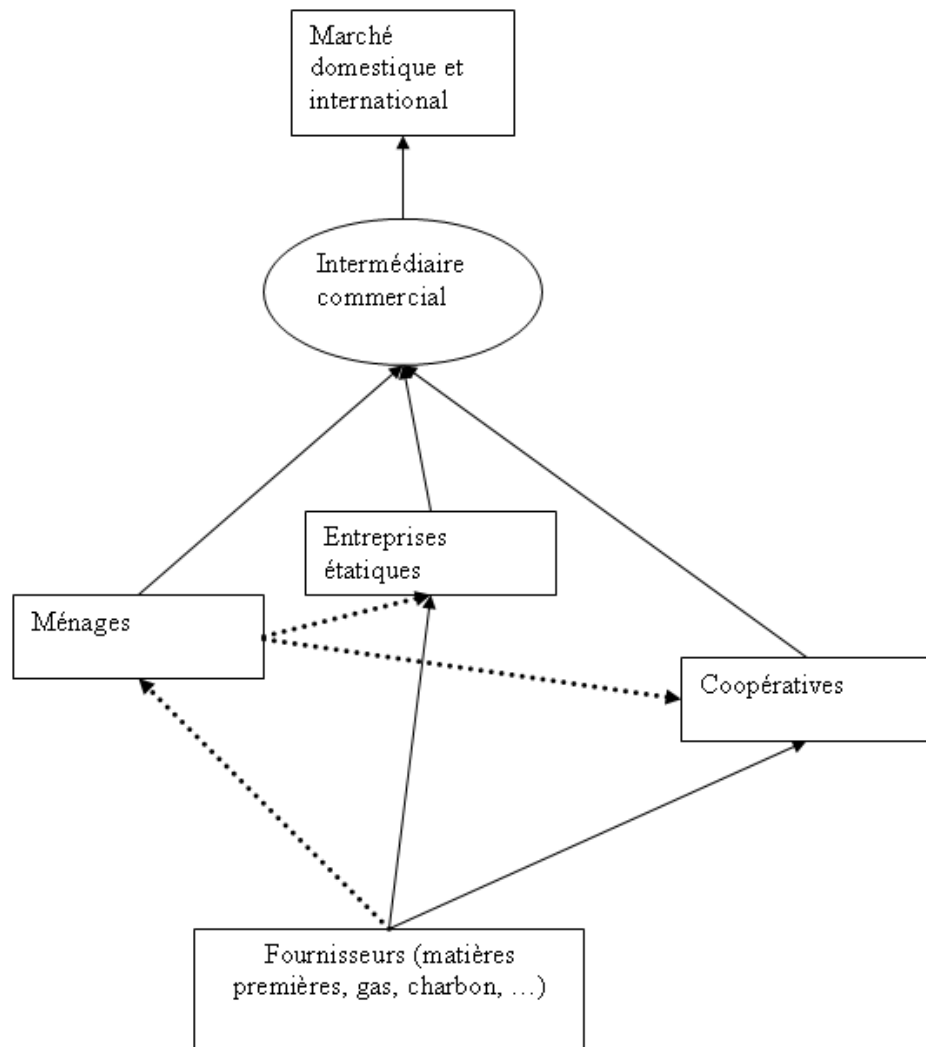 Marché
domestique et
international
Intermédiaire
commercial
Entreprises
étatiques
Ménages
Coopératives
Fournisseurs (matières
premières, gas, charbon, …)